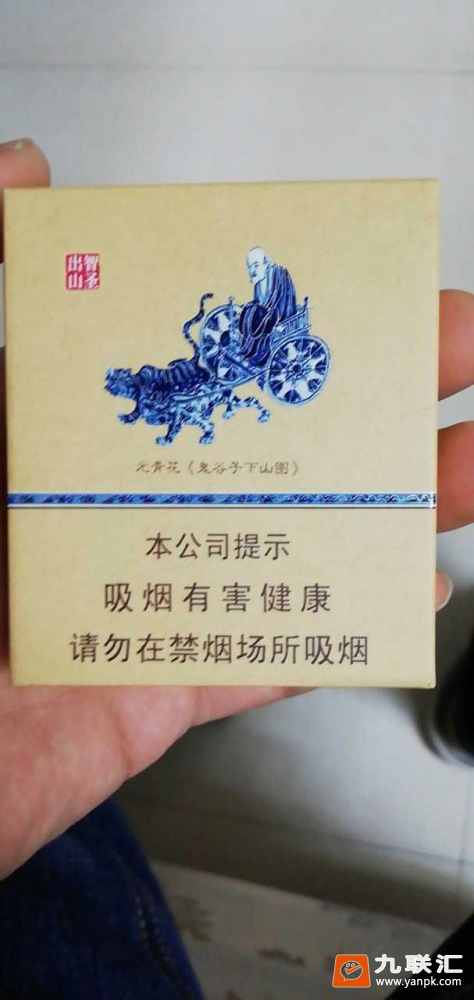 智圣
出山
元青花《鬼谷子下山图》
本公司提示
吸烟有害健康
请勿在禁烟场所吸烟
九联汇
www.yanpk.com